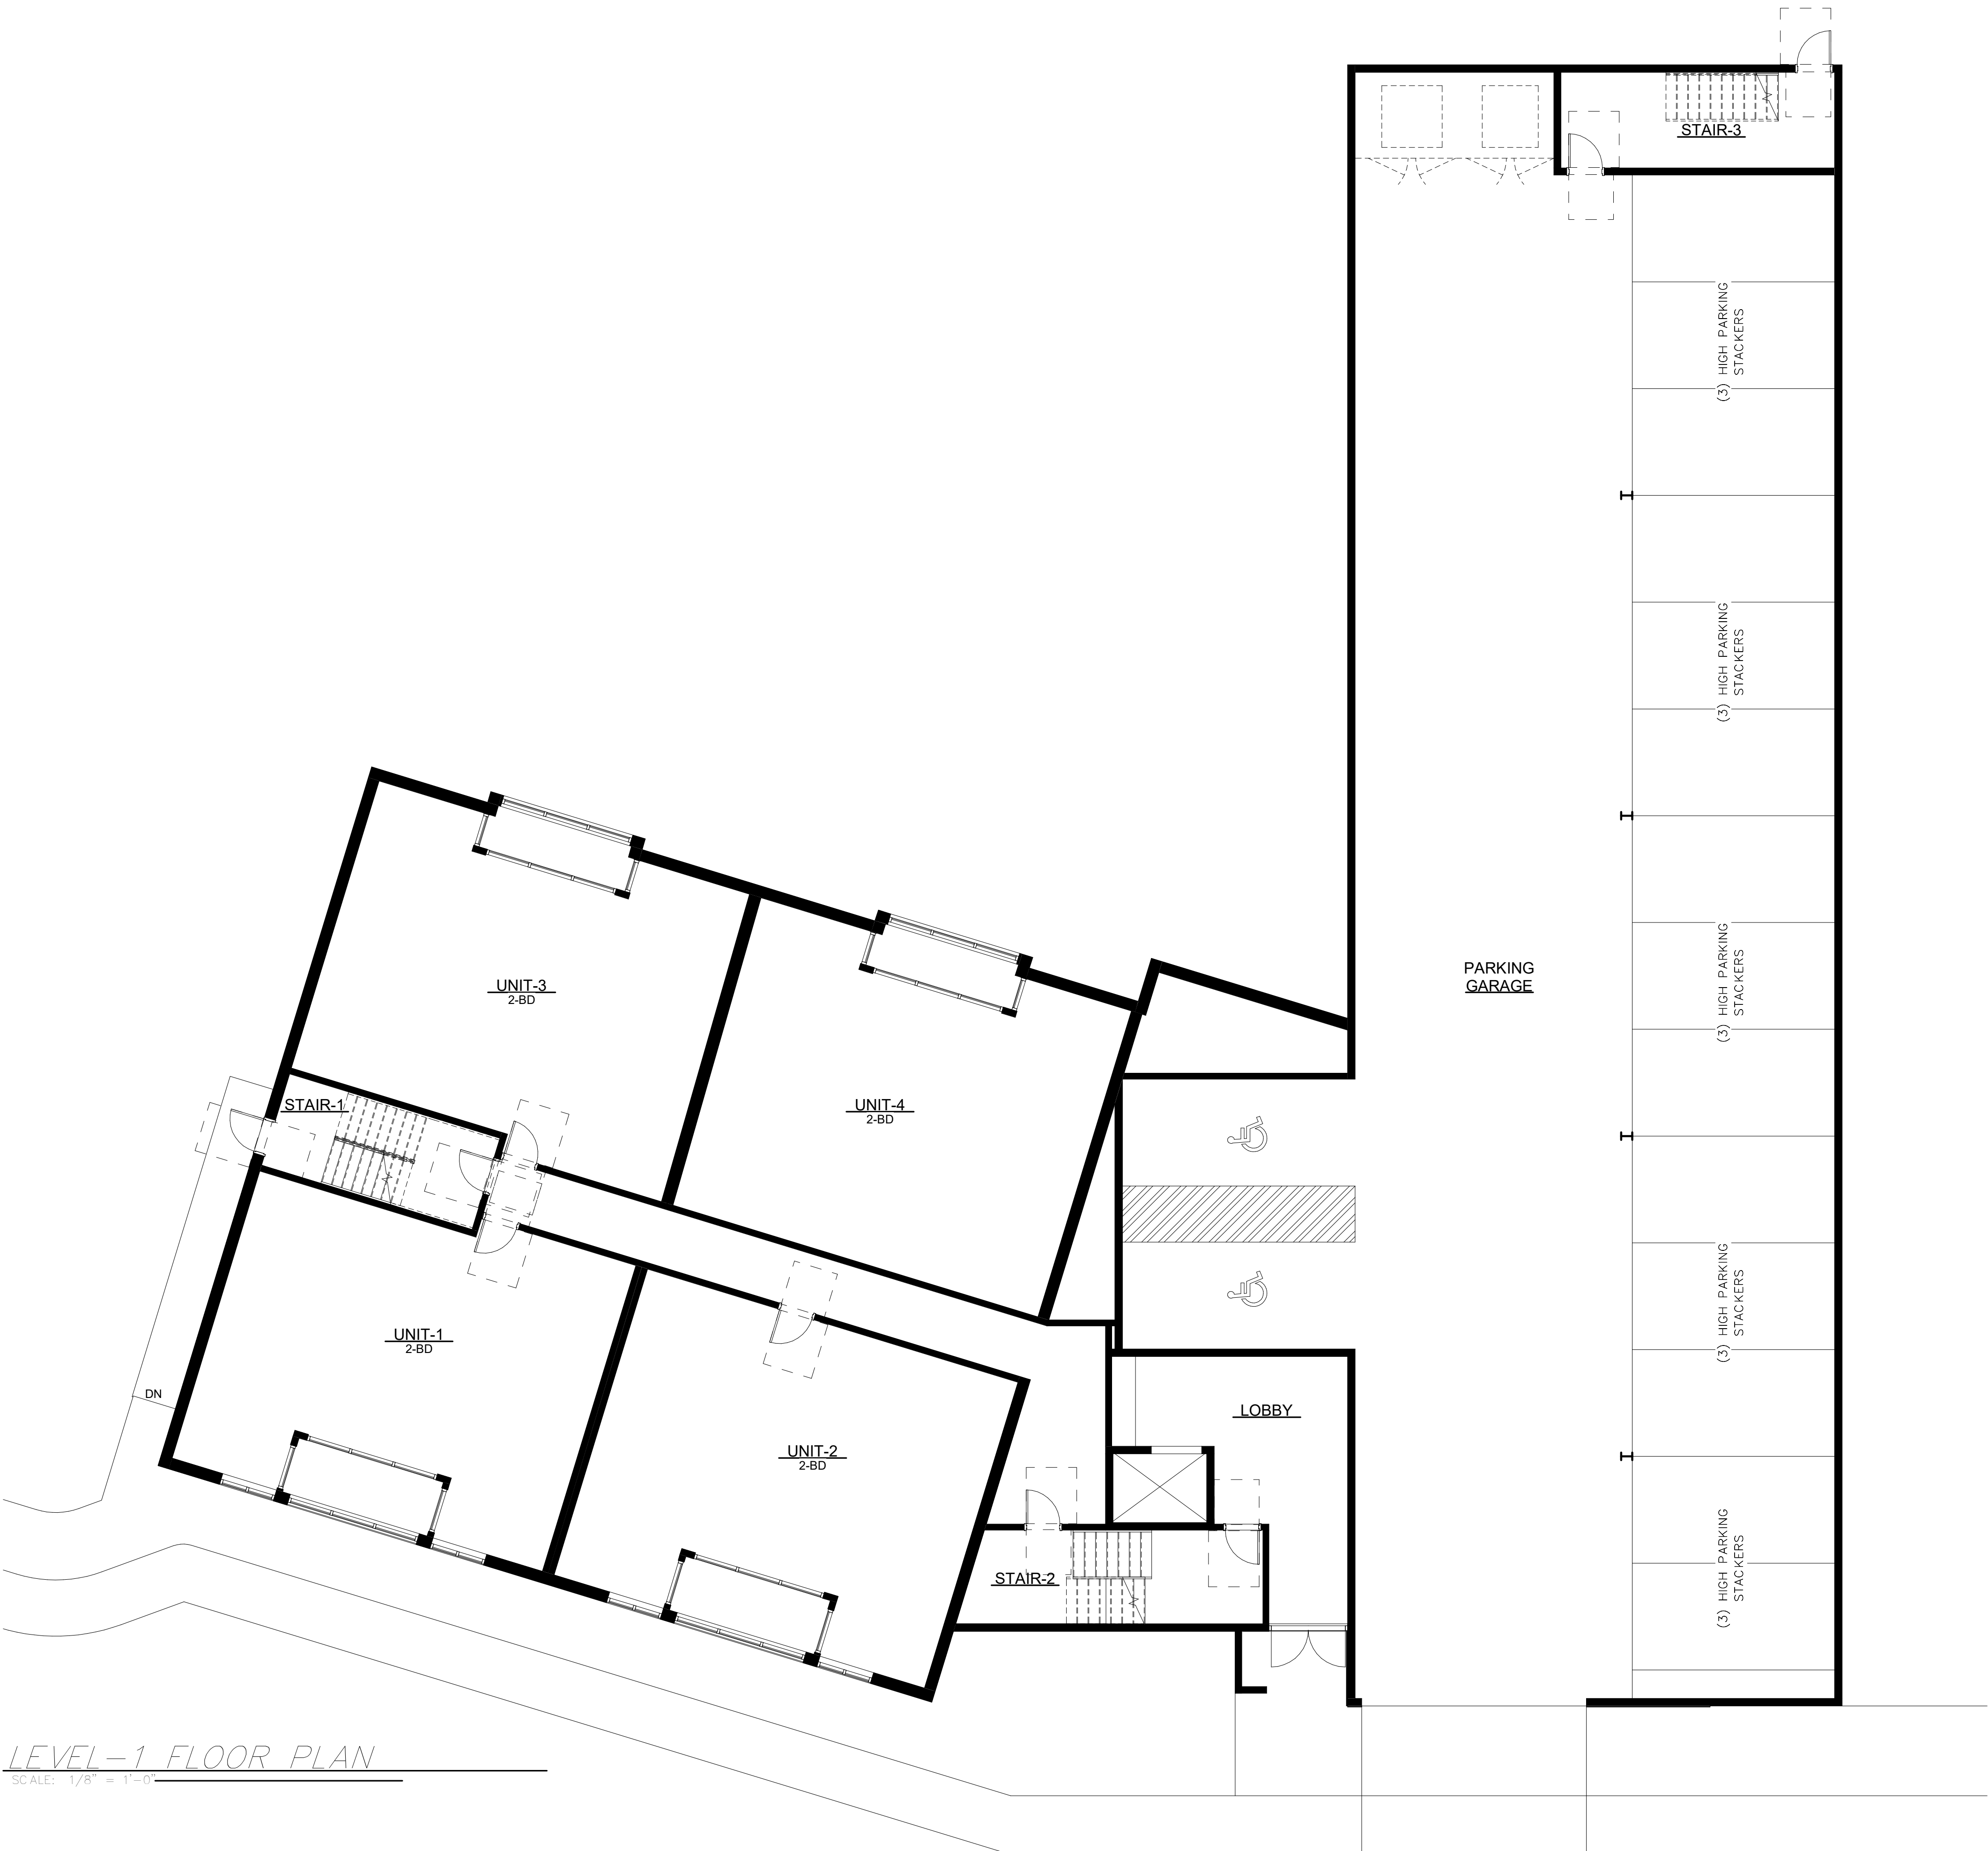 STAIR-3
(3) HIGH PARKING
STACKERS
(3) HIGH PARKING
STACKERS
PARKING
GARAGE
(3) HIGH PARKING
STACKERS
UNIT-3
2-BD
STAIR-1
UNIT-4
2-BD
(3) HIGH PARKING
STACKERS
UNIT-1
2-BD
DN
LOBBY
UNIT-2
2-BD
STAIR-2
(3) HIGH PARKING
STACKERS
LEVEL-1 FLOOR PLAN
SCALE: 1/8" = 1'-0"